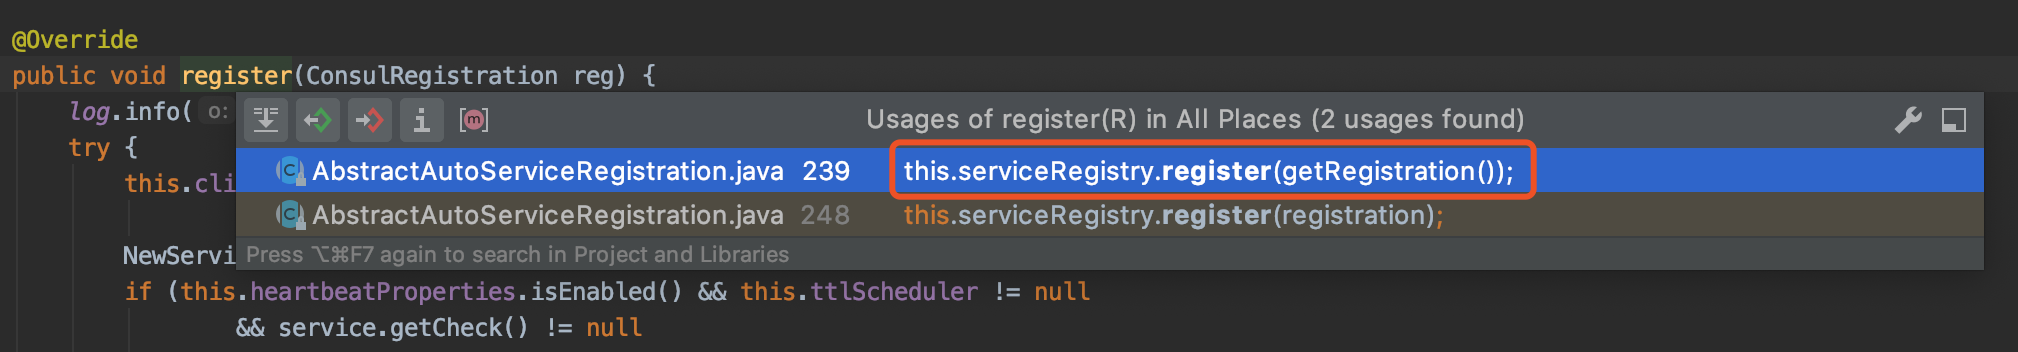 @Override
public void register(ConsulRegistration reg) {
log.info( o:
Usages of register(R) in All Places (2 usages found)
try {
AbstractAutoServiceRegistration.java 239 this.serviceRegistry.register(getRegistration());
this.cli
AbstractAutoServiceRegistration.java 248 this.serviceRegistry.register(registration);
NewServi
Press ⌥⌘F7 again to search in Project and Libraries
if (this.heartbeatProperties.isEnabled() && this.ttlScheduler != null
&& service.getCheck() != null